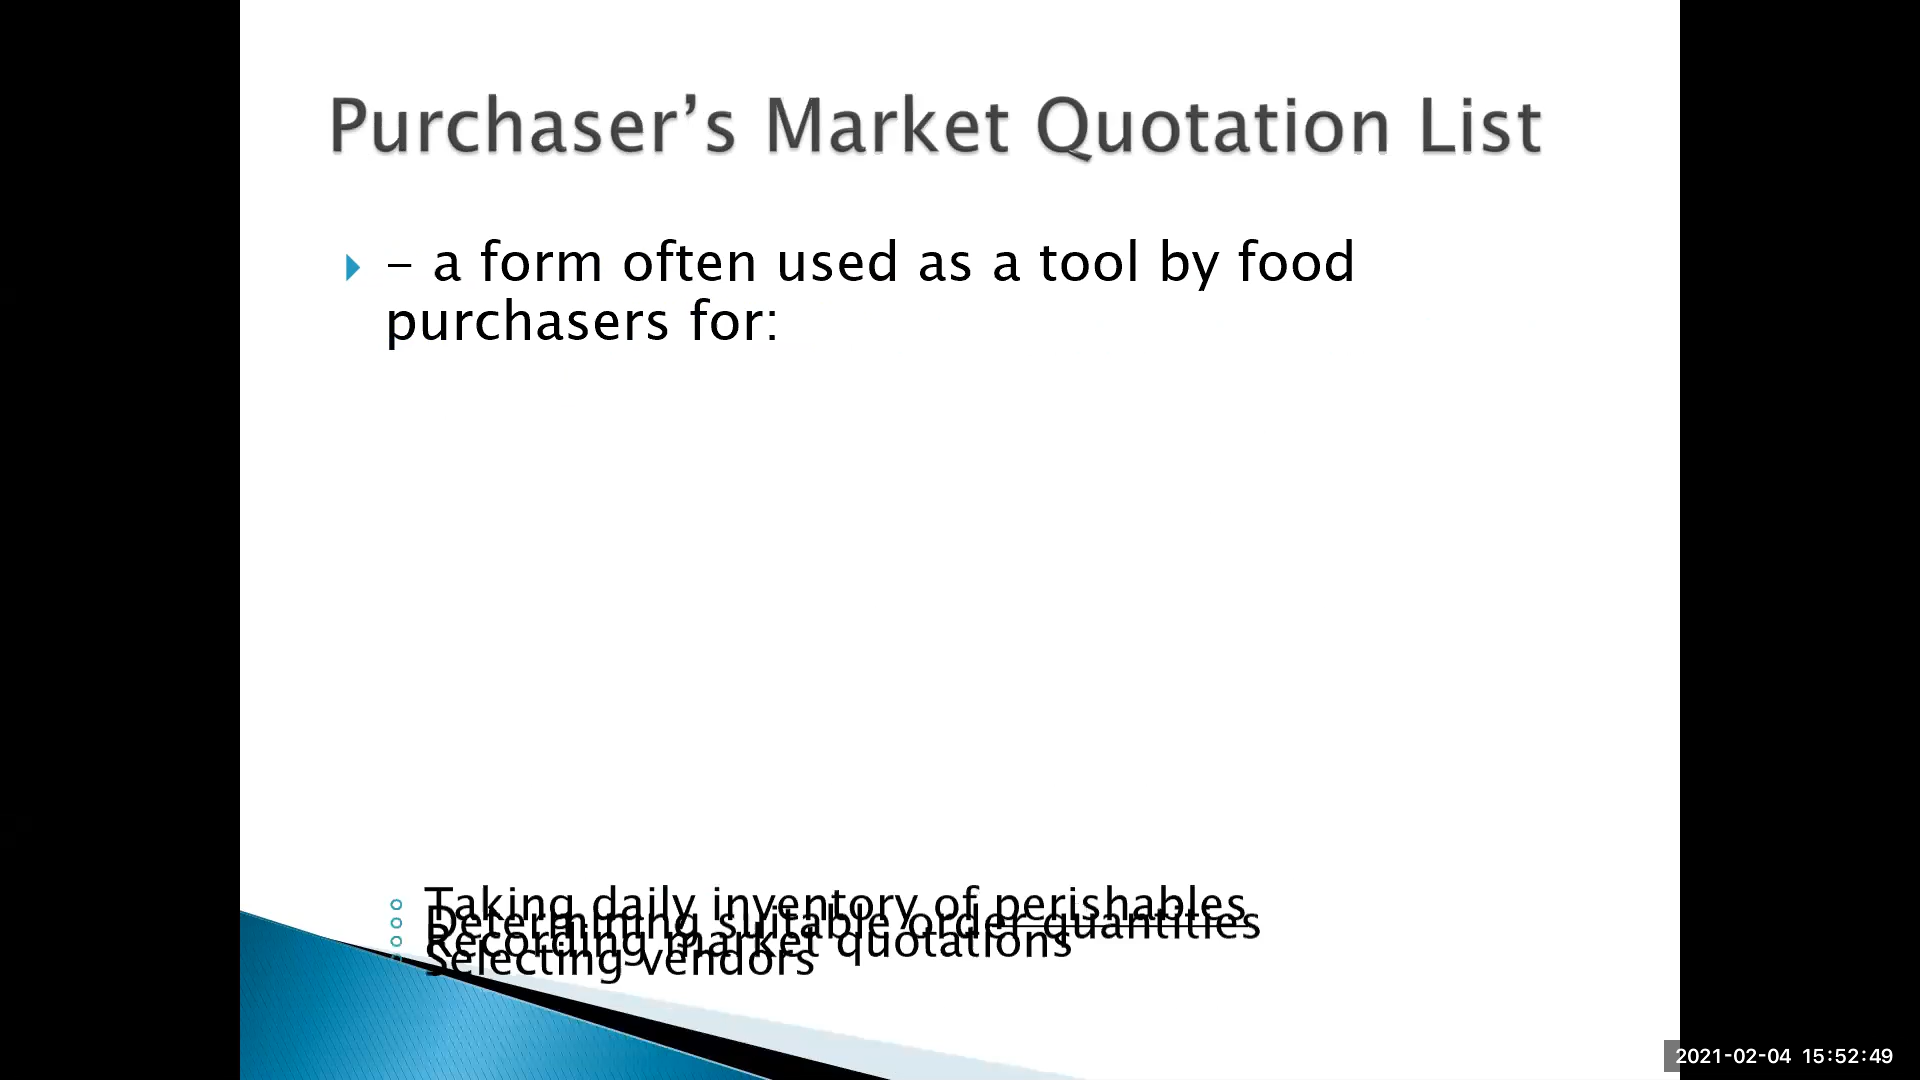 Purchaser’s Market Quotation List
– a form often used as a tool by food
purchasers for:
Taking daily inventory of perishables
Determining suitable order quantities
Recording market quotations
Selecting vendors
2021-02-04 15:52:49